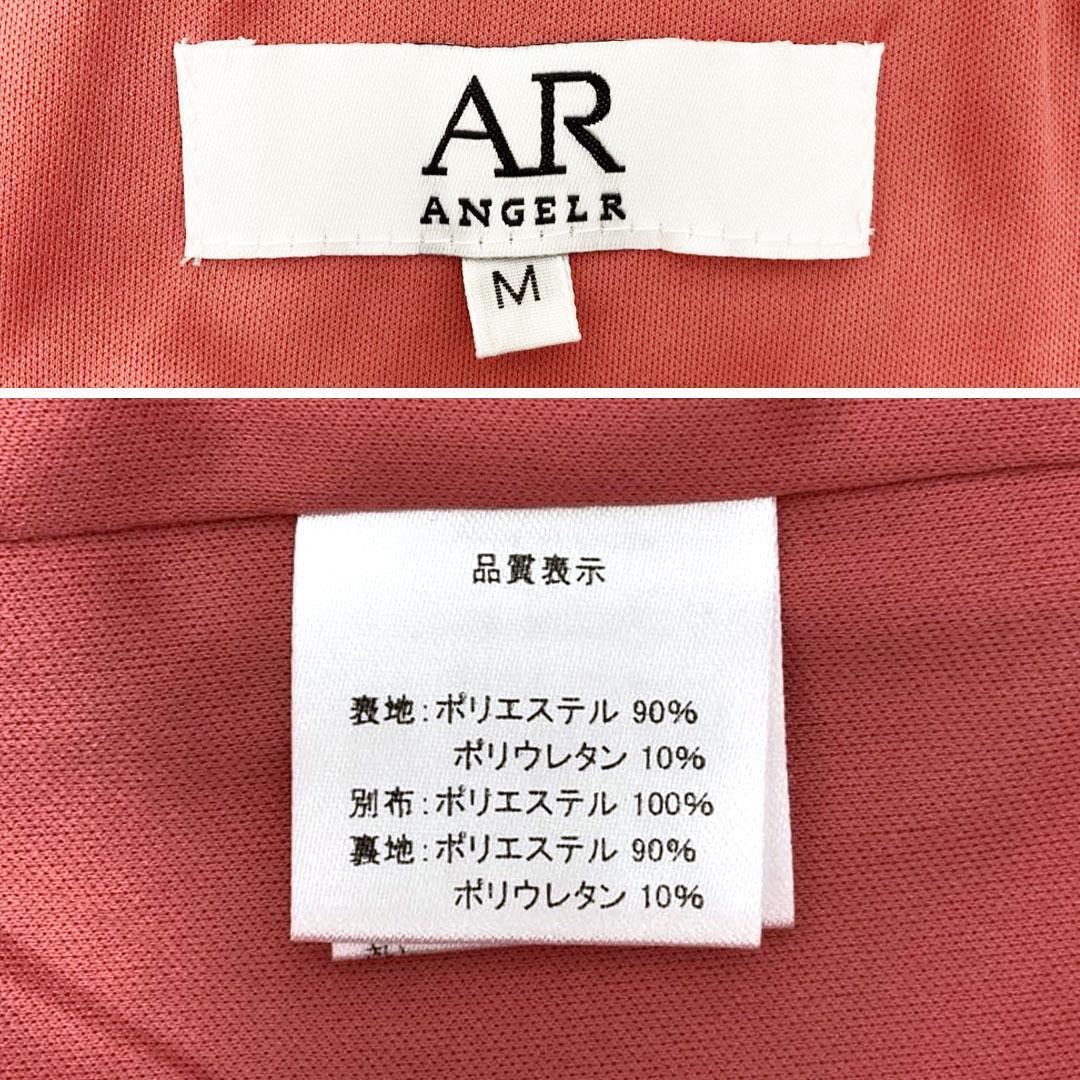 AR
ANGELR
M
品質表示
表地:ポリエステル 90%
ポリウレタン 10%
別布:ポリエステル 100%
裏地:ポリエステル 90%
ポリウレタン 10%